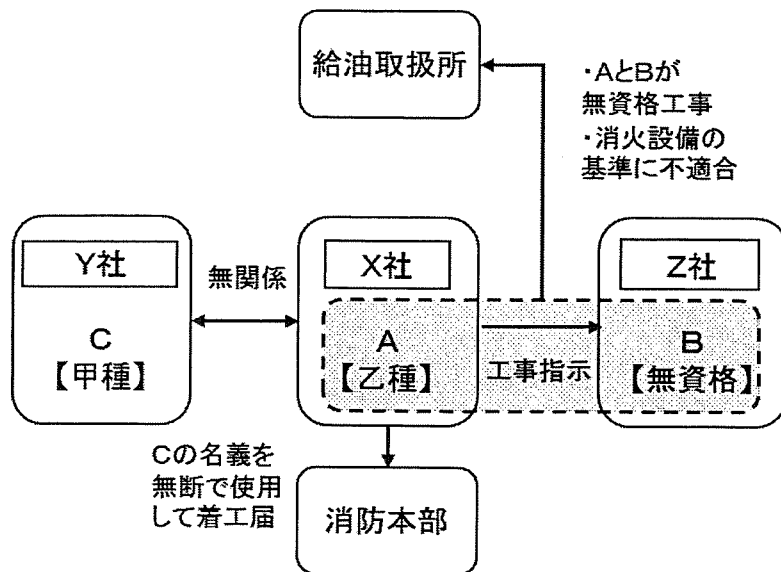 給油取扱所
・AとBが
無資格工事
・消火設備の
基準に不適合
Y社
C
【甲種】
無関係
X社
A
【乙種】
工事指示
Z社
B
【無資格】
Cの名義を
無断で使用
して着工届
消防本部